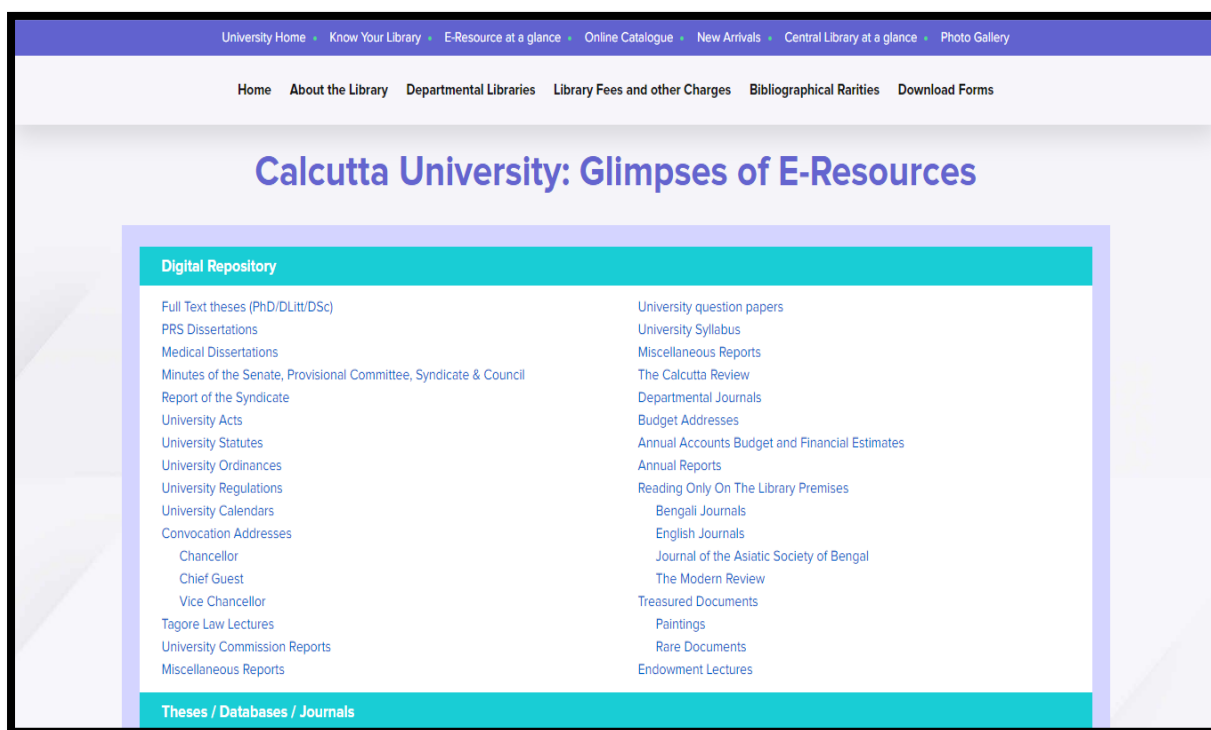 University Home • Know Your Library • E-Resource at a glance • Online Catalogue • New Arrivals • Central Library at a glance • Photo Gallery
Home About the Library Departmental Libraries Library Fees and other Charges Bibliographical Rarities Download Forms
Calcutta University: Glimpses of E-Resources
Digital Repository
Full Text theses (PhD/DLitt/DSc)
PRS Dissertations
Medical Dissertations
Minutes of the Senate, Provisional Committee, Syndicate & Council
Report of the Syndicate
University Acts
University Statutes
University Ordinances
University Regulations
University Calendars
Convocation Addresses
Chancellor
Chief Guest
Vice Chancellor
Tagore Law Lectures
University Commission Reports
Miscellaneous Reports
University question papers
University Syllabus
Miscellaneous Reports
The Calcutta Review
Departmental Journals
Budget Addresses
Annual Accounts Budget and Financial Estimates
Annual Reports
Reading Only On The Library Premises
Bengali Journals
English Journals
Journal of the Asiatic Society of Bengal
The Modern Review
Treasured Documents
Paintings
Rare Documents
Endowment Lectures
Theses / Databases / Journals